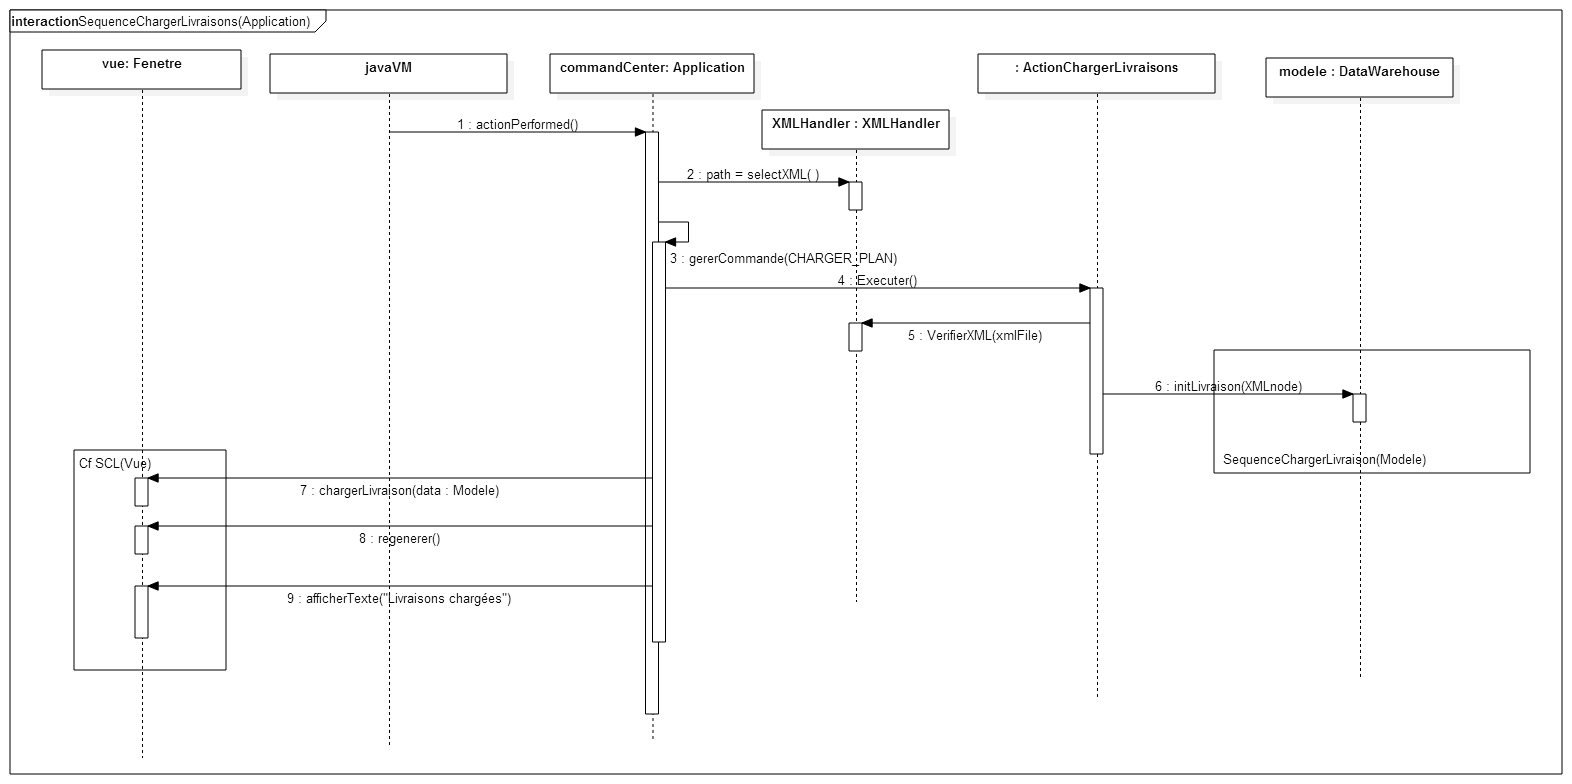 interactionSequenceChargerLivraisons(Application)
vue: Fenetre
javaVM
commandCenter: Application
: ActionChargerLivraisons
modele : DataWarehouse
XMLHandler : XMLHandler
1 : actionPerformed()
2 : path = selectXML( )
3 : gererCommande(CHARGER_PLAN)
4 : Executer()
5 : VerifierXML(xmlFile)
6 : initLivraison(XMLnode)
SequenceChargerLivraison(Modele)
Cf SCL(Vue)
7 : chargerLivraison(data : Modele)
8 : regenerer()
9 : afficherTexte("Livraisons chargées")